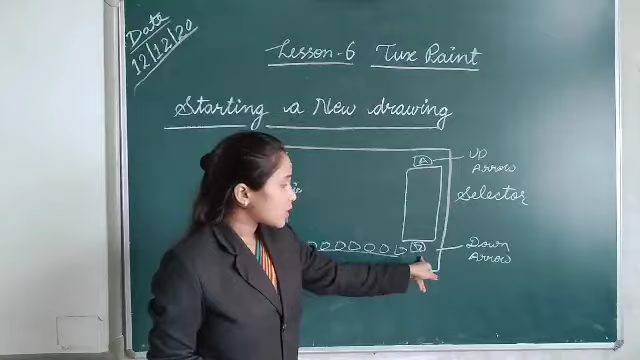 Date
12/12/20
Lesson-6 Tux Paint
Starting a New drawing
UP
Arrow
Selector
Down
Arrow